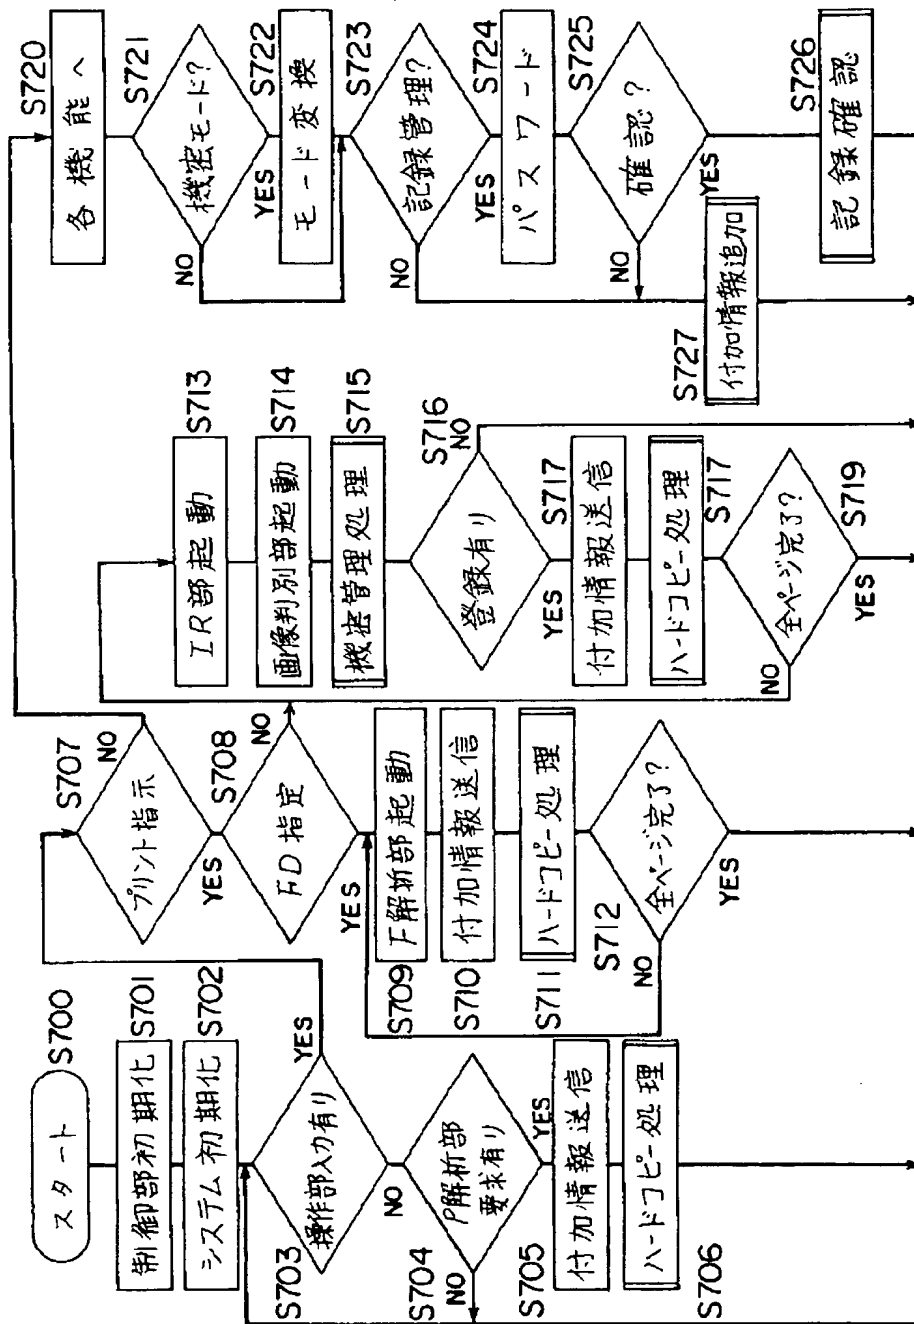 スタート
S700
制御部初期化
S701
システム初期化
S702
操作部入力有り
S703
YES
NO
P解析部
要求有り
S704
NO
YES
付加情報送信
S705
ハードコピー処理
S706
プリント指示
S707
NO
YES
FD指定
S708
NO
YES
F解析部起動
S709
付加情報送信
S710
ハードコピー処理
S711
全ページ完了?
S712
NO
YES
IR部起動
S713
画像判別部起動
S714
機密管理処理
S715
登録有り
S716
NO
YES
付加情報送信
S717
ハードコピー処理
S717
全ページ完了?
S719
NO
YES
各機能へ
S720
機密モード?
S721
NO
YES
モード変換
S722
記録管理?
S723
NO
YES
パスワード
S724
確認?
S725
NO
YES
記録確認
S726
付加情報追加
S727